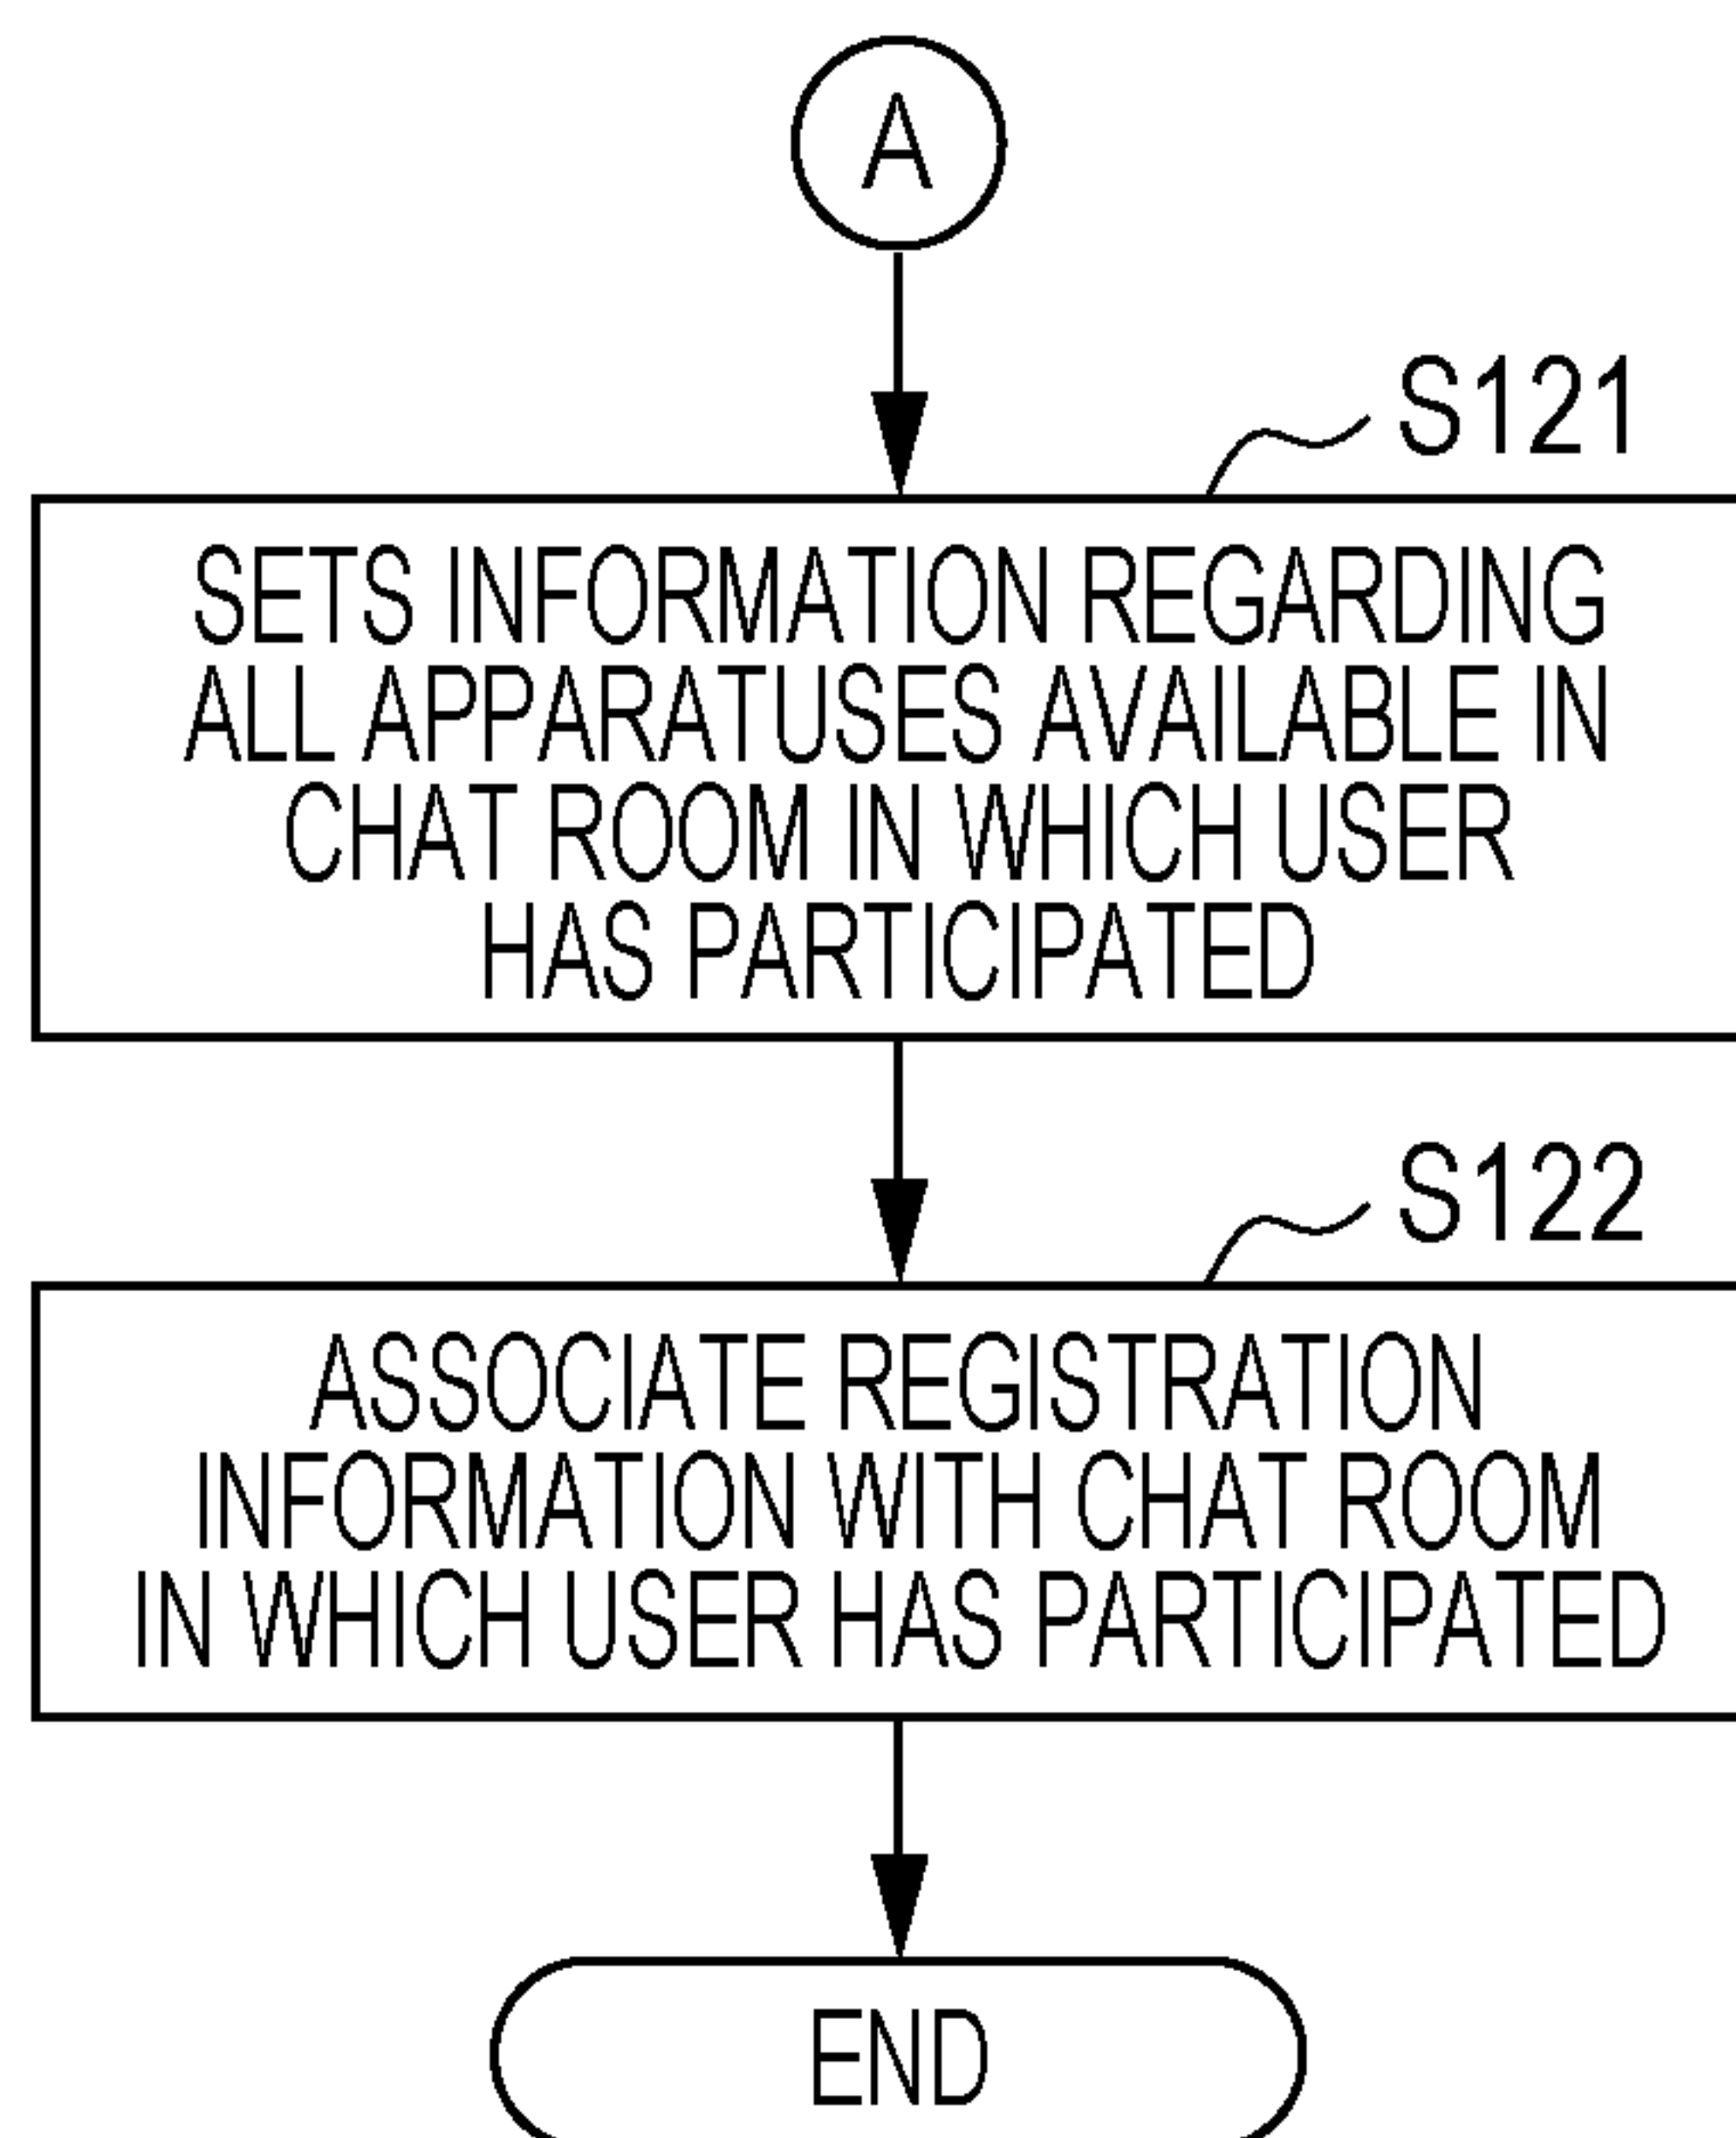 A
S121
SETS INFORMATION REGARDING
ALL APPARATUSES AVAILABLE IN
CHAT ROOM IN WHICH USER
HAS PARTICIPATED
S122
ASSOCIATE REGISTRATION
INFORMATION WITH CHAT ROOM
IN WHICH USER HAS PARTICIPATED
END